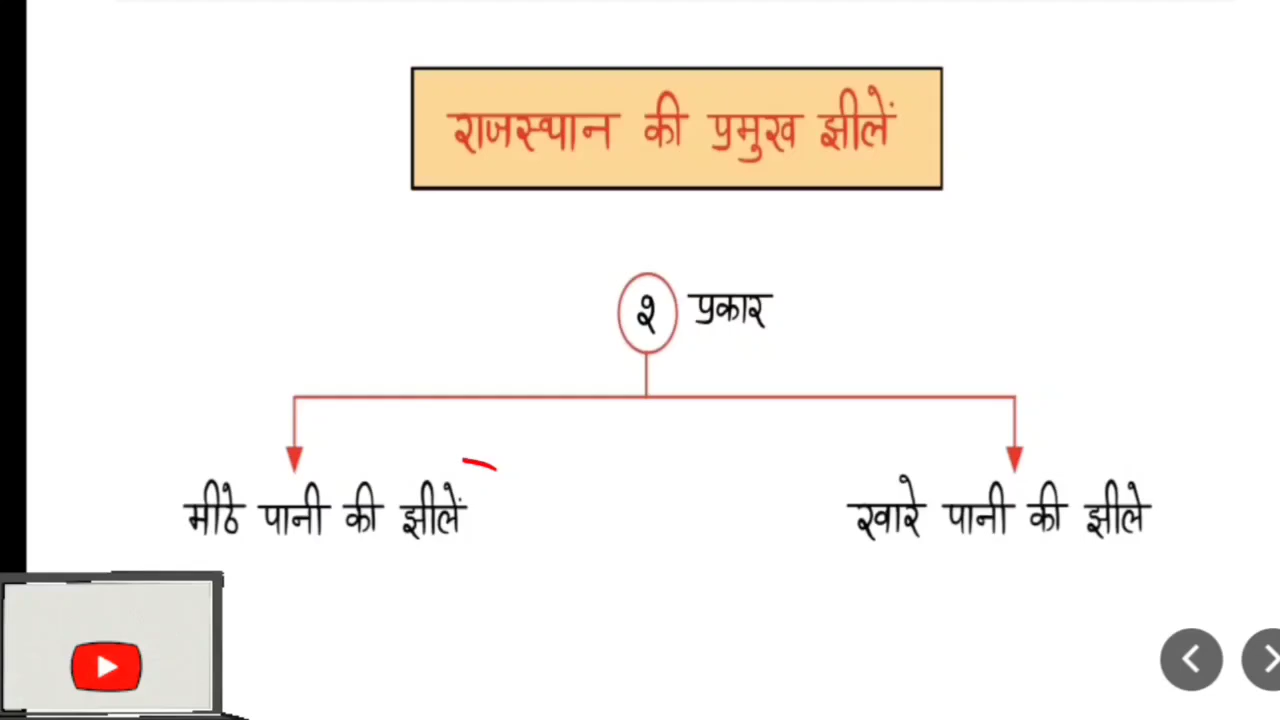 राजस्थान की प्रमुख झीलें
२ प्रकार
मीठे पानी की झीलें
खारे पानी की झीले